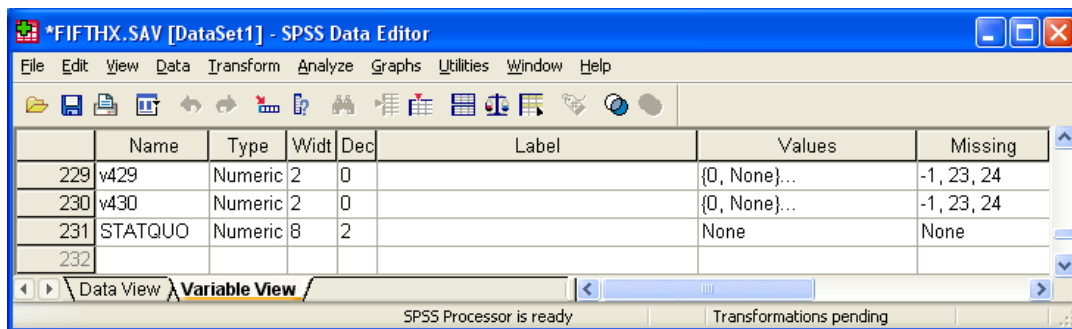 *FIFTHX.SAV [DataSet1] - SPSS Data Editor
File Edit View Data Transform Analyze Graphs Utilities Window Help
Name Type Widt Dec Label Values Missing
229 v429 Numeric 2 0 {0, None}... -1, 23, 24
230 v430 Numeric 2 0 {0, None}... -1, 23, 24
231 STATQUO Numeric 8 2 None None
232
Data View Variable View
SPSS Processor is ready Transformations pending